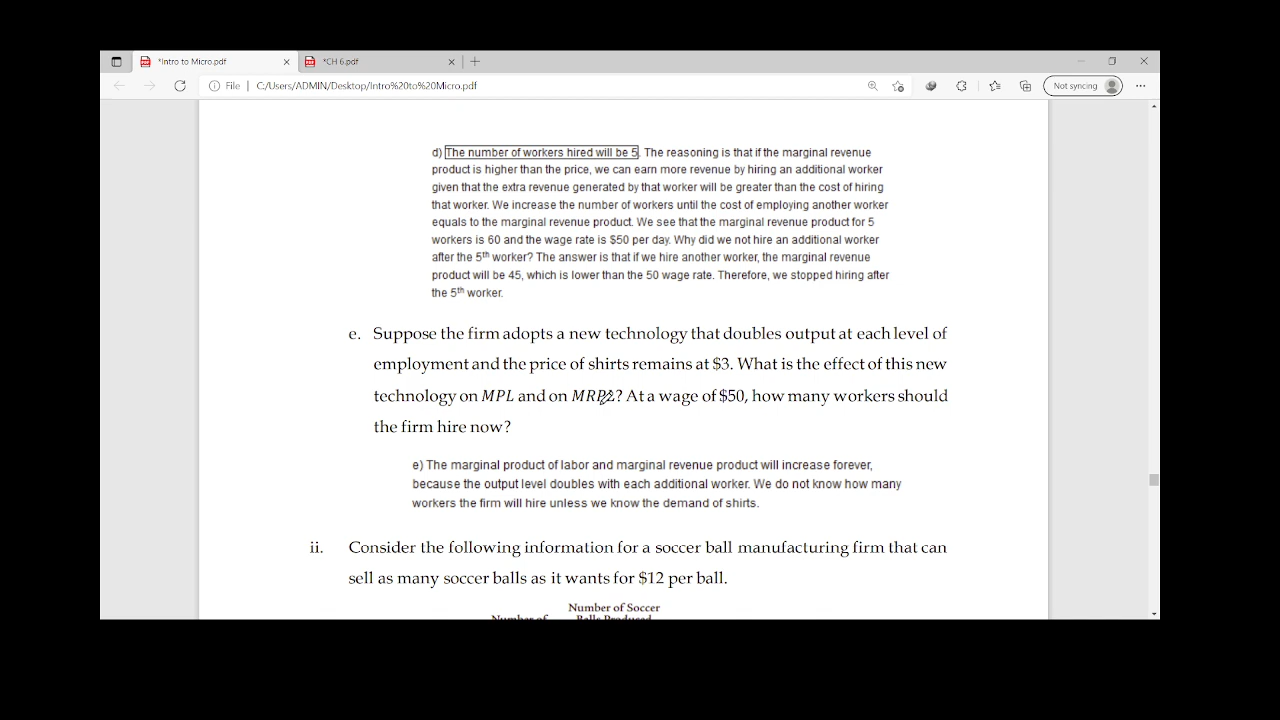 *Intro to Micro.pdf
*CH 6.pdf
File | C:/Users/ADMIN/Desktop/Intro%20to%20Micro.pdf
Not syncing
d) The number of workers hired will be 5. The reasoning is that if the marginal revenue
product is higher than the price, we can earn more revenue by hiring an additional worker
given that the extra revenue generated by that worker will be greater than the cost of hiring
that worker. We increase the number of workers until the cost of employing another worker
equals to the marginal revenue product. We see that the marginal revenue product for 5
workers is 60 and the wage rate is $50 per day. Why did we not hire an additional worker
after the 5th worker? The answer is that if we hire another worker, the marginal revenue
product will be 45, which is lower than the 50 wage rate. Therefore, we stopped hiring after
the 5th worker.
e. Suppose the firm adopts a new technology that doubles output at each level of
employment and the price of shirts remains at $3. What is the effect of this new
technology on MPL and on ? At a wage of $50, how many workers should
the firm hire now?
e) The marginal product of labor and marginal revenue product will increase forever,
because the output level doubles with each additional worker. We do not know how many
workers the firm will hire unless we know the demand of shirts.
ii. Consider the following information for a soccer ball manufacturing firm that can
sell as many soccer balls as it wants for $12 per ball.
Number of Soccer
Number of Balls Produced